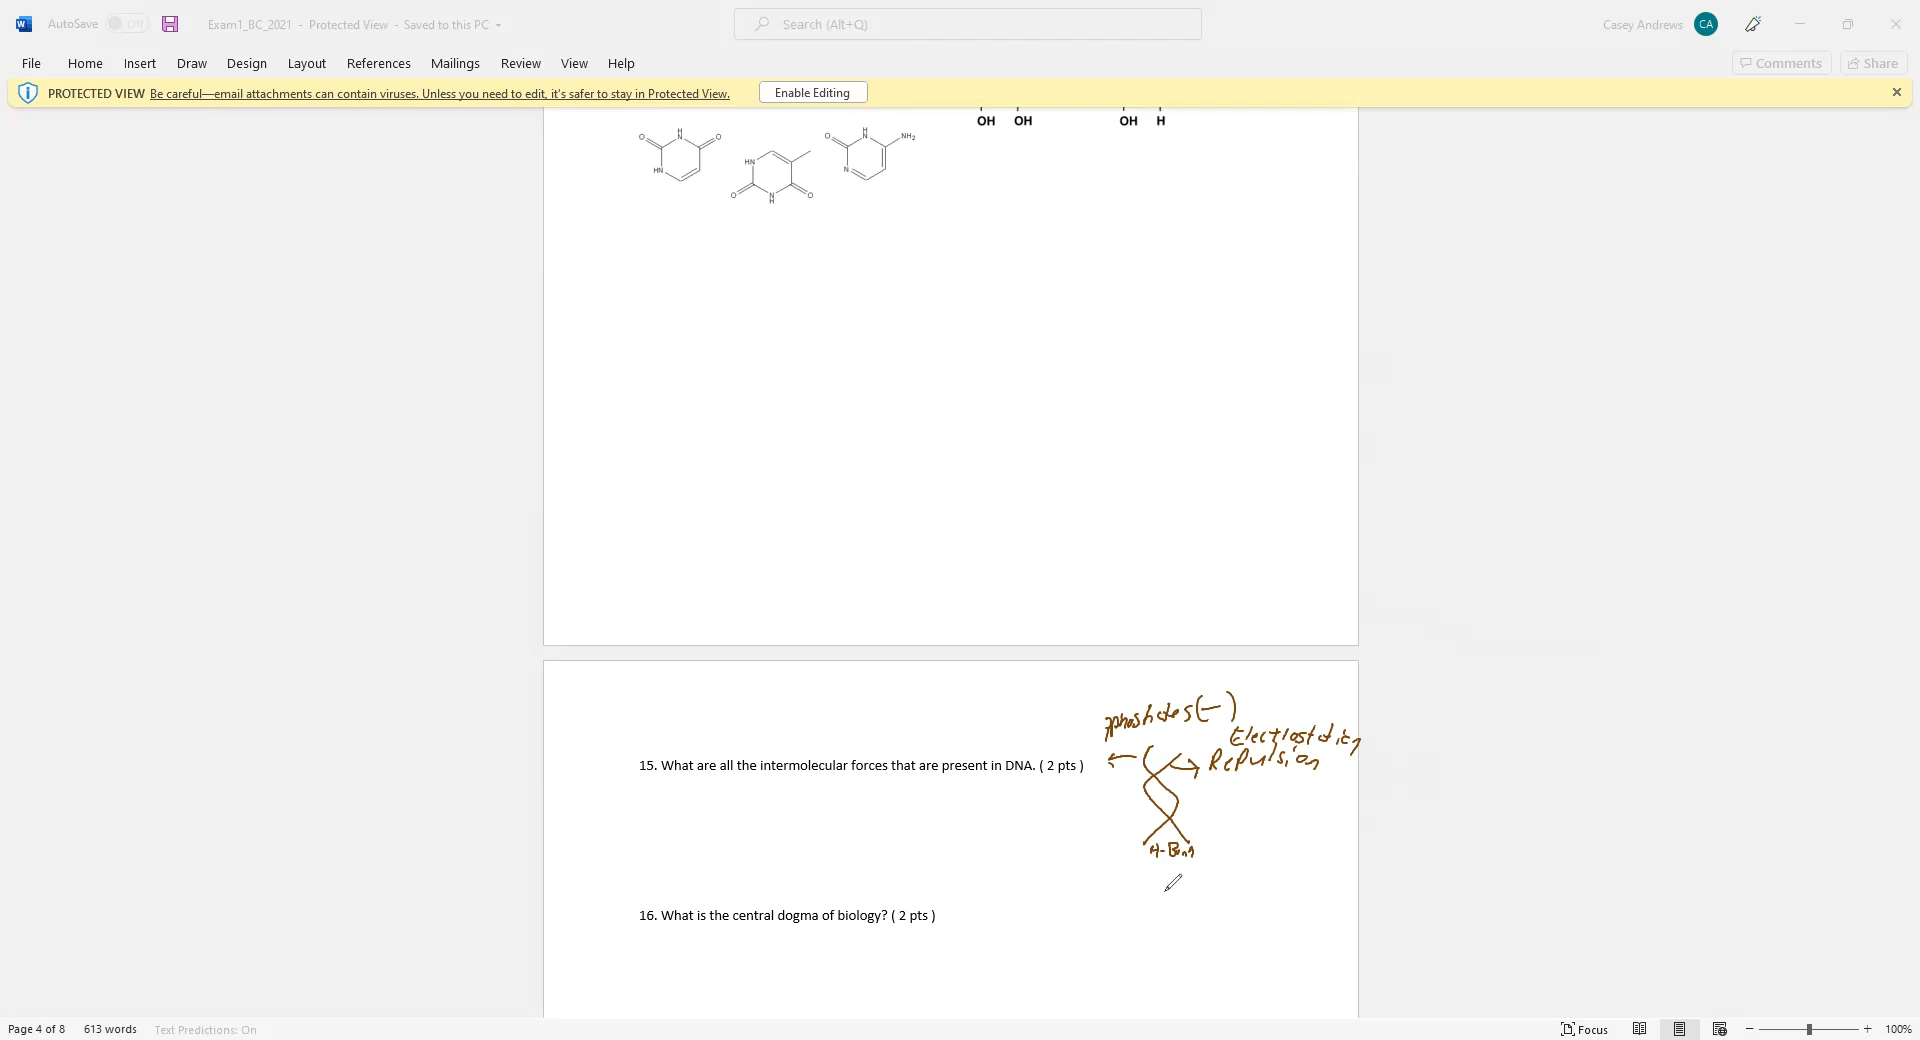 AutoSave Off Exam1_BC_2021 - Protected View - Saved to this PC Search (Alt+Q) Casey Andrews CA
File Home Insert Draw Design Layout References Mailings Review View Help Comments Share
PROTECTED VIEW Be careful—email attachments can contain viruses. Unless you need to edit, it's safer to stay in Protected View. Enable Editing
OH OH OH H
O H N O HN
HN O N H O
O H N NH2 N
phosphates (-)
Electrostatic
Repulsion
15. What are all the intermolecular forces that are present in DNA. ( 2 pts )
16. What is the central dogma of biology? ( 2 pts )
Page 4 of 8 613 words Text Predictions: On Focus 100%